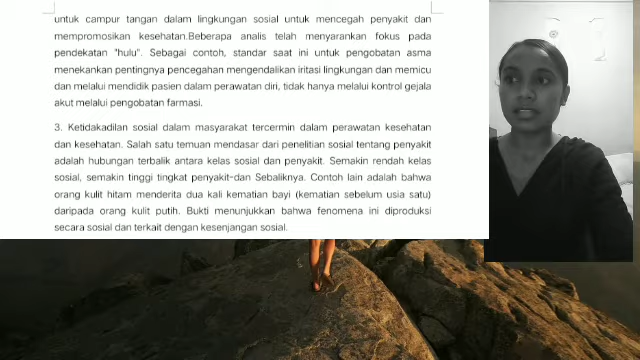 untuk campur tangan dalam lingkungan sosial untuk mencegah penyakit dan
mempromosikan kesehatan.Beberapa analis telah menyarankan fokus pada
pendekatan "hulu". Sebagai contoh, standar saat ini untuk pengobatan asma
menekankan pentingnya pencegahan mengendalikan iritasi lingkungan dan memicu
dan melalui mendidik pasien dalam perawatan diri, tidak hanya melalui kontrol gejala
akut melalui pengobatan farmasi.
3. Ketidakadilan sosial dalam masyarakat tercermin dalam perawatan kesehatan
dan kesehatan. Salah satu temuan mendasar dari penelitian sosial tentang penyakit
adalah hubungan terbalik antara kelas sosial dan penyakit. Semakin rendah kelas
sosial, semakin tinggi tingkat penyakit-dan Sebaliknya. Contoh lain adalah bahwa
orang kulit hitam menderita dua kali kematian bayi (kematian sebelum usia satu)
daripada orang kulit putih. Bukti menunjukkan bahwa fenomena ini diproduksi
secara sosial dan terkait dengan kesenjangan sosial.